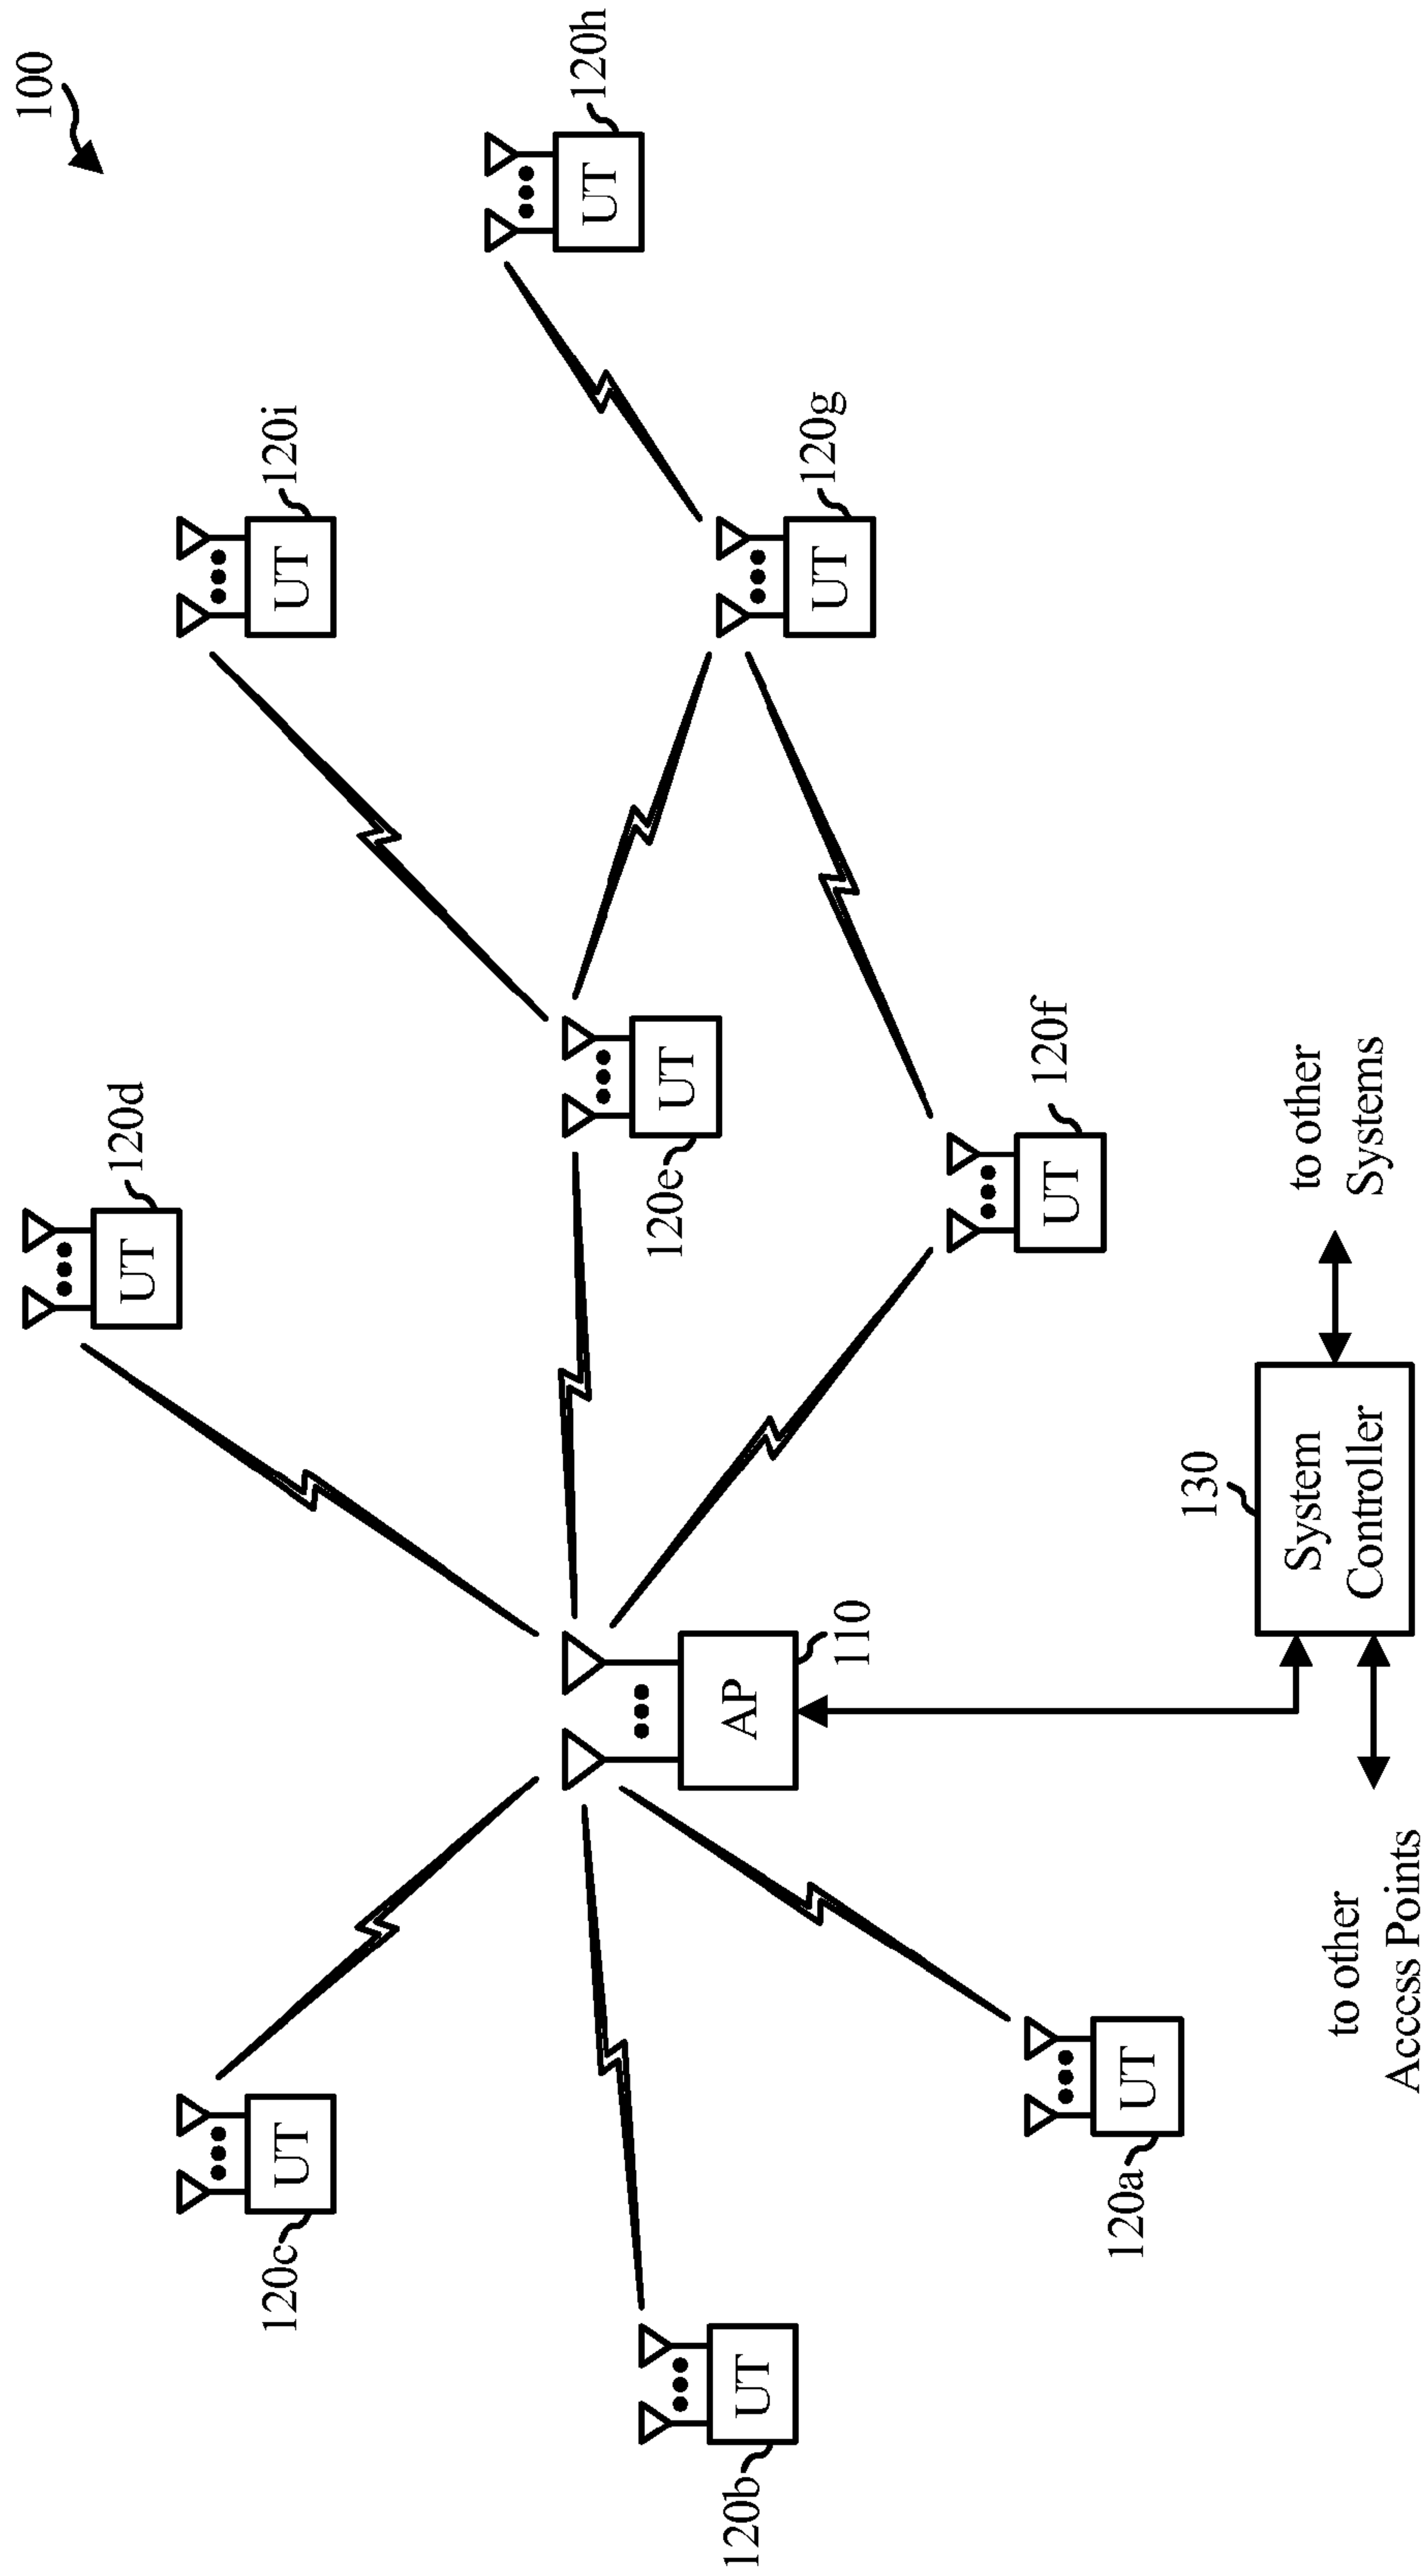 100
120d
UT
120i
UT
120c
UT
120h
UT
120e
UT
120g
UT
120b
UT
AP
110
120f
UT
120a
UT
130
System
Controller
to other
Systems
to other
Access Points